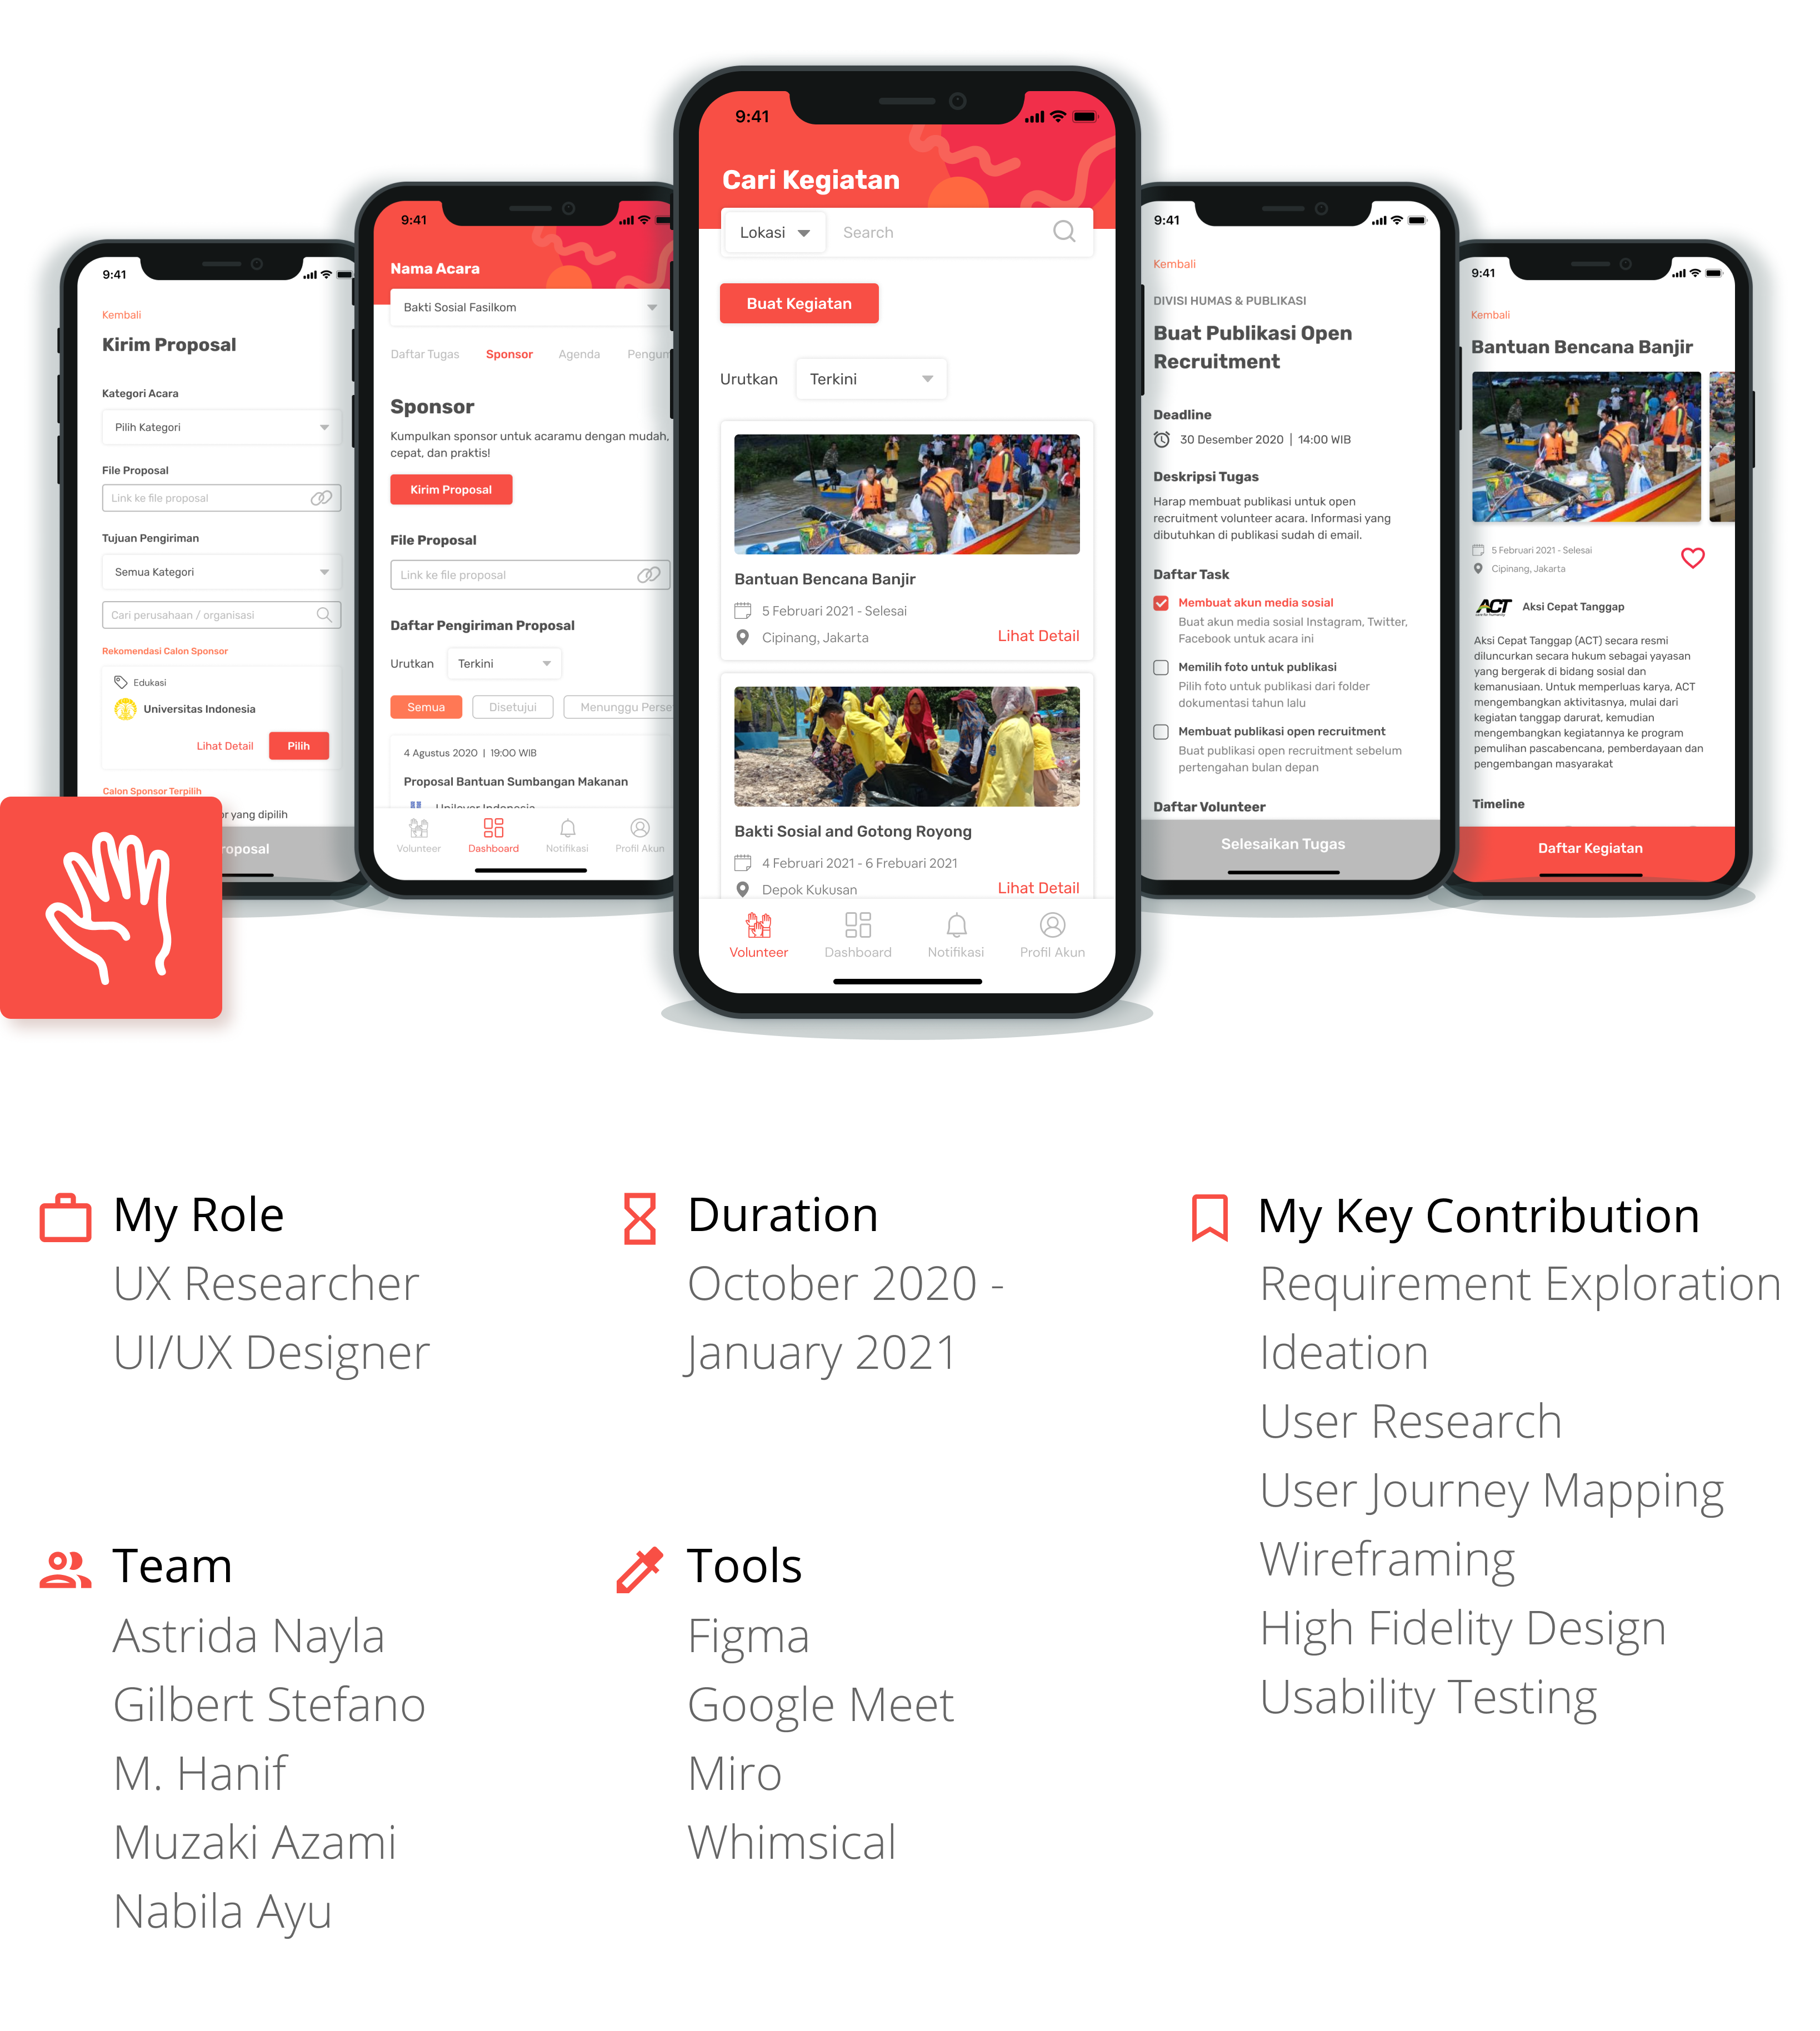 9:41
Kembali
Kirim Proposal
Kategori Acara
Pilih Kategori
File Proposal
Link ke file proposal
Tujuan Pengiriman
Semua Kategori
Cari perusahaan / organisasi
Rekomendasi Calon Sponsor
Edukasi
Universitas Indonesia
Lihat Detail Pilih
Calon Sponsor Terpilih
yang dipilih
9:41
Nama Acara
Bakti Sosial Fasilkom
Daftar Tugas Sponsor Agenda
Sponsor
Kumpulkan sponsor untuk acaramu dengan mudah,
cepat, dan praktis!
Kirim Proposal
File Proposal
Link ke file proposal
Daftar Pengiriman Proposal
Urutkan Terkini
Semua Disetujui Menunggu
4 Agustus 2020 | 19:00 WIB
Proposal Bantuan Sumbangan Makanan
Volunteer Dashboard Notifikasi Profil Akun
9:41
Cari Kegiatan
Lokasi Search
Buat Kegiatan
Urutkan Terkini
Bantuan Bencana Banjir
5 Februari 2021 - Selesai
Cipinang, Jakarta Lihat Detail
Bakti Sosial and Gotong Royong
4 Februari 2021 - 6 Frebuari 2021
Depok Kukusan Lihat Detail
Volunteer Dashboard Notifikasi Profil Akun
9:41
Kembali
DIVISI HUMAS & PUBLIKASI
Buat Publikasi Open
Recruitment
Deadline
30 Desember 2020 | 14:00 WIB
Deskripsi Tugas
Harap membuat publikasi untuk open
recruitment volunteer acara. Informasi yang
dibutuhkan di publikasi sudah di email.
Daftar Task
Membuat akun media sosial
Buat akun media sosial Instagram, Twitter,
Facebook untuk acara ini
Memilih foto untuk publikasi
Pilih foto untuk publikasi dari folder
dokumentasi tahun lalu
Membuat publikasi open recruitment
Buat publikasi open recruitment sebelum
pertengahan bulan depan
Daftar Volunteer
Selesaikan Tugas
9:41
Kembali
Bantuan Bencana Banjir
5 Februari 2021 - Selesai
Cipinang, Jakarta
ACT Aksi Cepat Tanggap
Aksi Cepat Tanggap (ACT) secara resmi
diluncurkan secara hukum sebagai yayasan
yang bergerak di bidang sosial dan
kemanusiaan. Untuk memperluas karya, ACT
mengembangkan aktivitasnya, mulai dari
kegiatan tanggap darurat, kemudian
mengembangkan kegiatannya ke program
pemulihan pascabencana, pemberdayaan dan
pengembangan masyarakat
Timeline
Daftar Kegiatan
My Role
UX Researcher
UI/UX Designer
Duration
October 2020 -
January 2021
My Key Contribution
Requirement Exploration
Ideation
User Research
User Journey Mapping
Wireframing
High Fidelity Design
Usability Testing
Team
Astrida Nayla
Gilbert Stefano
M. Hanif
Muzaki Azami
Nabila Ayu
Tools
Figma
Google Meet
Miro
Whimsical